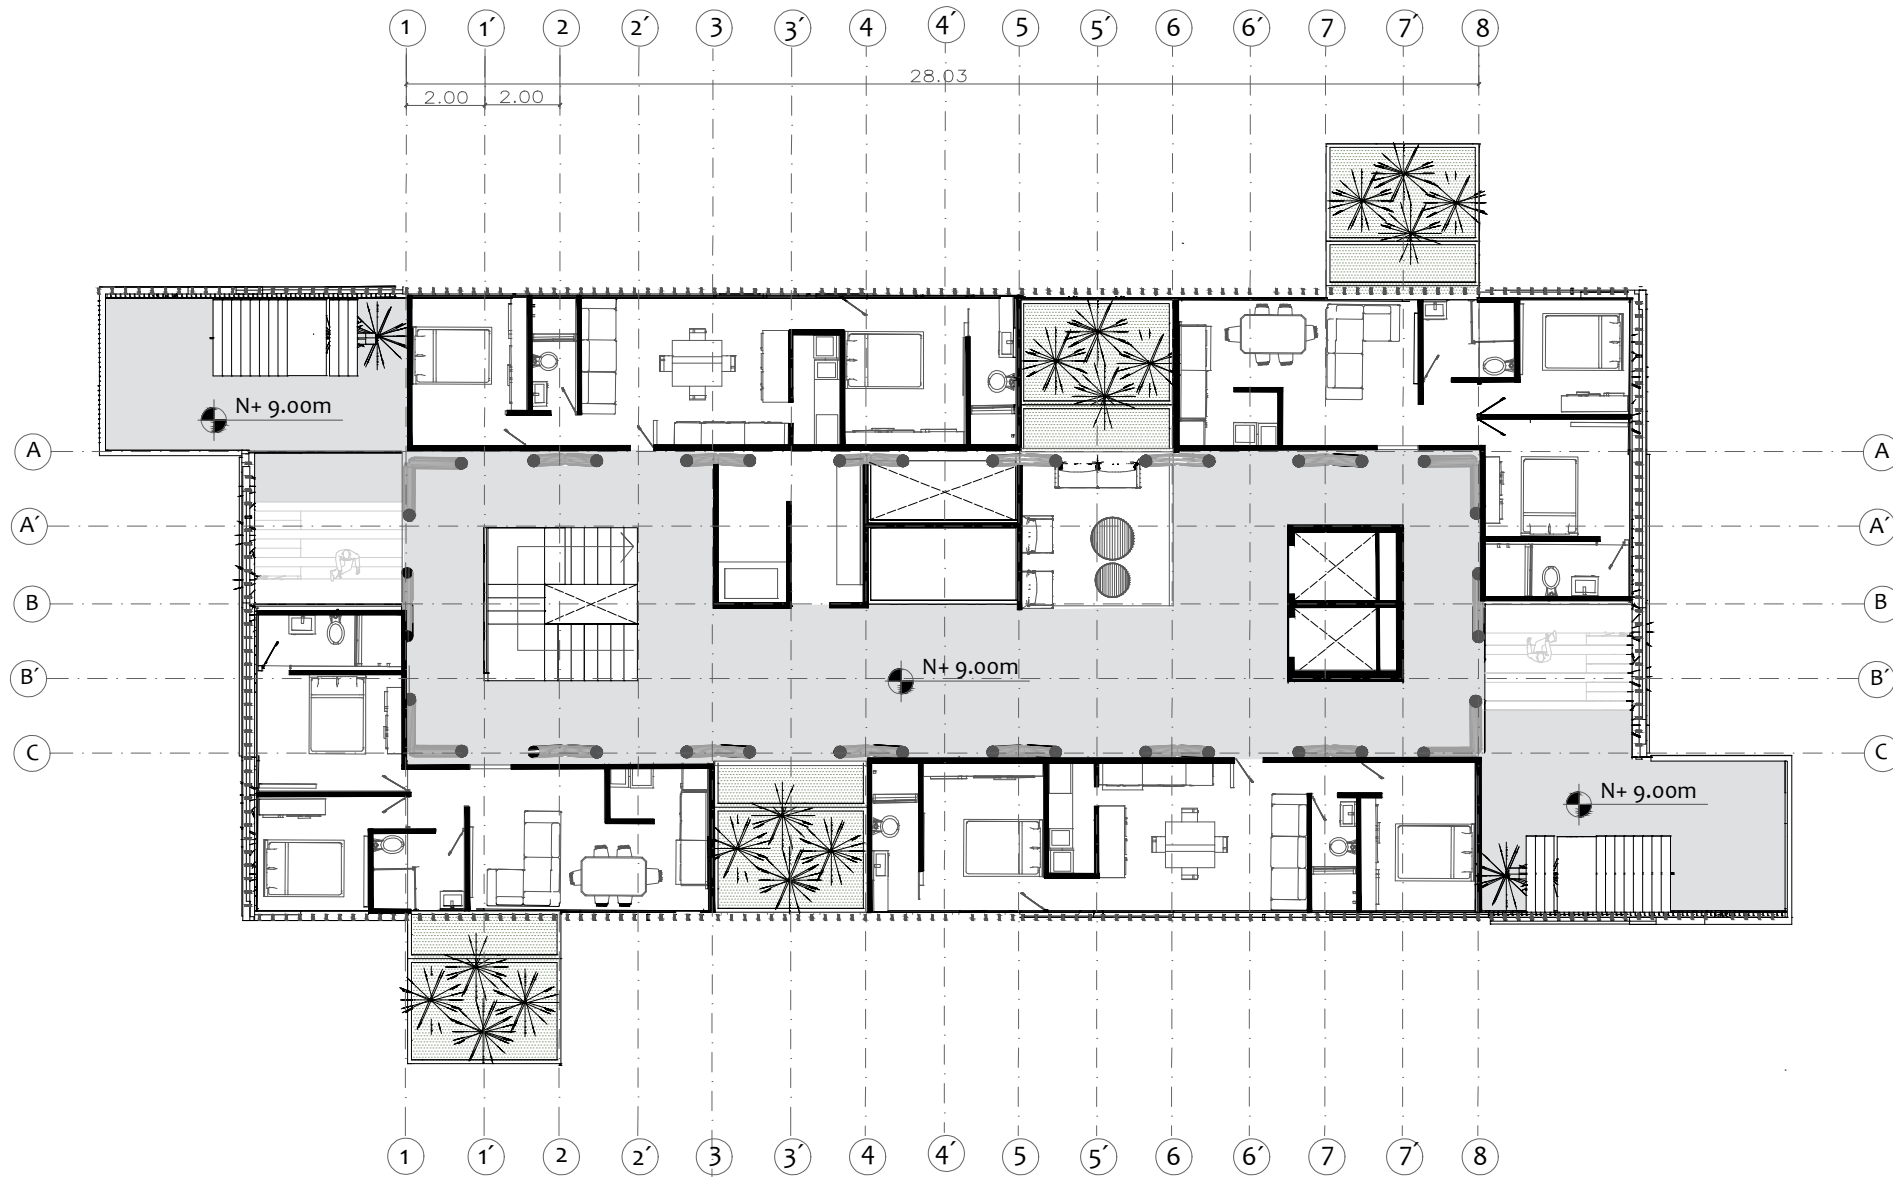 1 1´ 2 2´ 3 3´ 4 4´ 5 5´ 6 6´ 7 7´ 8
28.03
2.00 2.00
N+ 9.00m
A A
A´ A´
B B
N+ 9.00m
B´ B´
C C
N+ 9.00m
1 1´ 2 2´ 3 3´ 4 4´ 5 5´ 6 6´ 7 7´ 8